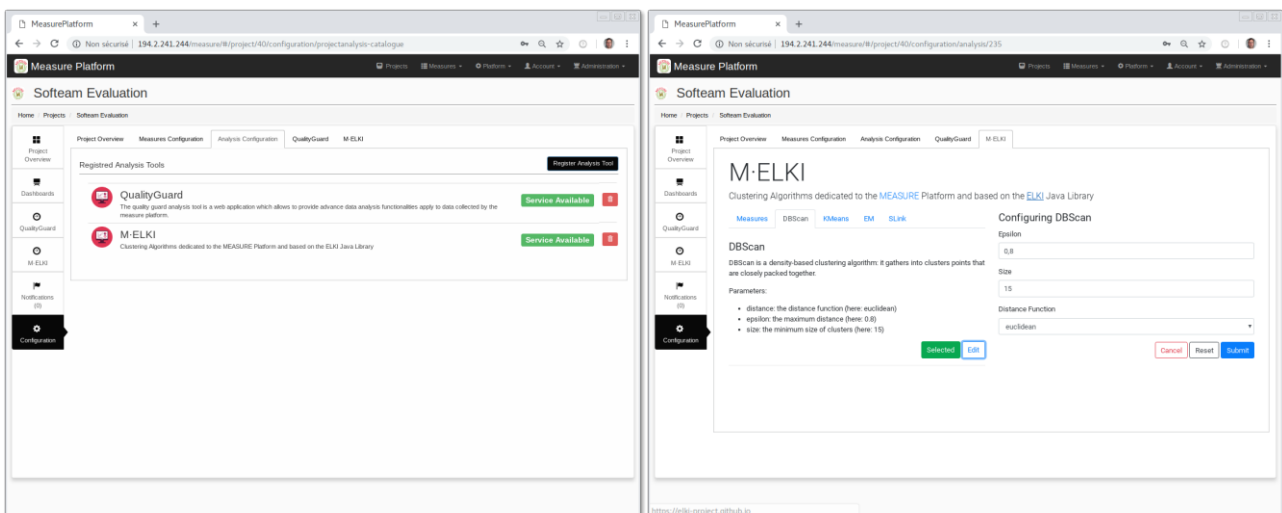 MeasurePlatform
Non sécurisé | 194.2.241.244/measure/#/project/40/configuration/projectanalysis-catalogue
Measure Platform
Projects Measures Platform Account Administration
Softeam Evaluation
Home / Projects / Softeam Evaluation
Project Overview
Dashboards
QualityGuard
M-ELKI
Notifications (0)
Configuration
Project Overview Measures Configuration Analysis Configuration QualityGuard M-ELKI
Registred Analysis Tools
Register Analysis Tool
QualityGuard
The quality guard analysis tool is a web application which allows to provide advance data analysis functionalities apply to data collected by the
measure platform.
Service Available
M-ELKI
Clustering Algorithms dedicated to the MEASURE Platform and based on the ELKI Java Library
Service Available
MeasurePlatform
Non sécurisé | 194.2.241.244/measure/#/project/40/configuration/analysis/235
Measure Platform
Projects Measures Platform Account Administration
Softeam Evaluation
Home / Projects / Softeam Evaluation
Project Overview
Dashboards
QualityGuard
M-ELKI
Notifications (0)
Configuration
Project Overview Measures Configuration Analysis Configuration QualityGuard M-ELKI
M·ELKI
Clustering Algorithms dedicated to the MEASURE Platform and based on the ELKI Java Library
Measures DBScan KMeans EM SLink
DBScan
DBScan is a density-based clustering algorithm: it gathers into clusters points that
are closely packed together.
Parameters:
• distance: the distance function (here: euclidean)
• epsilon: the maximum distance (here: 0.8)
• size: the minimum size of clusters (here: 15)
Selected Edit
Configuring DBScan
Epsilon
0,8
Size
15
Distance Function
euclidean
Cancel Reset Submit
https://elki-project.github.io